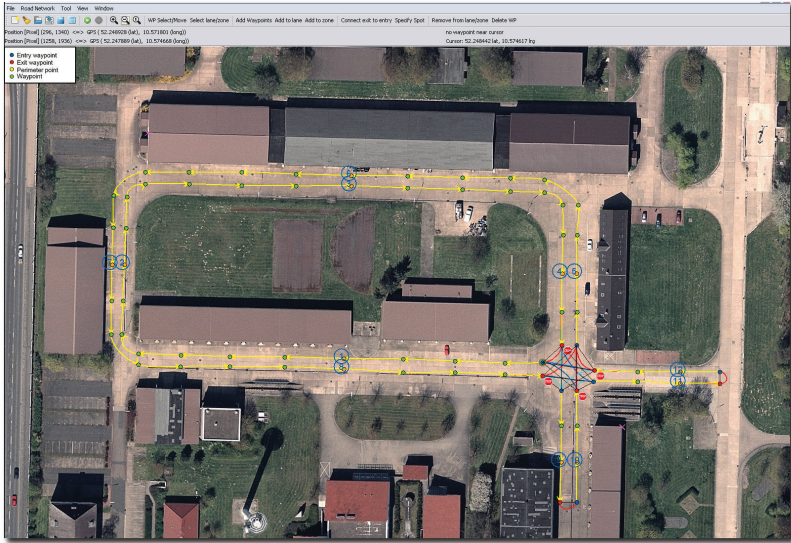 File Road Network Tool View Window
WP Select/Move Select lane/zone Add Waypoints Add to lane Add to zone Connect exit to entry Specify Spot Remove from lane/zone Delete WP
Position [Pixel] (296, 1340) <=> GPS ( 52.248928 (lat), 10.571801 (long)) no waypoint near cursor
Position [Pixel] (1258, 1936) <=> GPS ( 52.247889 (lat), 10.574668 (long)) Cursor: 52.248442 lat, 10.574617 lng
Entry waypoint
Exit waypoint
Perimeter point
Waypoint